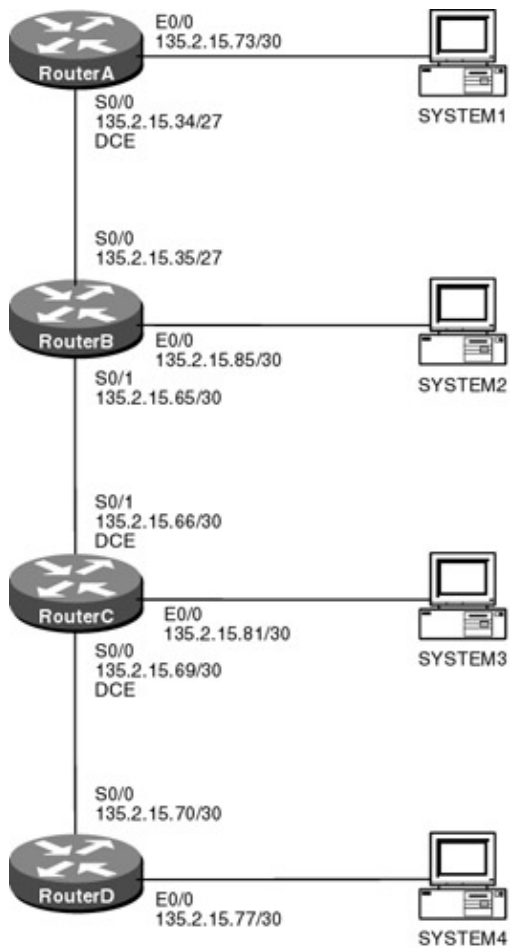 E0/0
135.2.15.73/30
RouterA
SYSTEM1
S0/0
135.2.15.34/27
DCE
S0/0
135.2.15.35/27
RouterB
E0/0
135.2.15.85/30
SYSTEM2
S0/1
135.2.15.65/30
S0/1
135.2.15.66/30
DCE
RouterC
E0/0
135.2.15.81/30
SYSTEM3
S0/0
135.2.15.69/30
DCE
S0/0
135.2.15.70/30
RouterD
E0/0
135.2.15.77/30
SYSTEM4